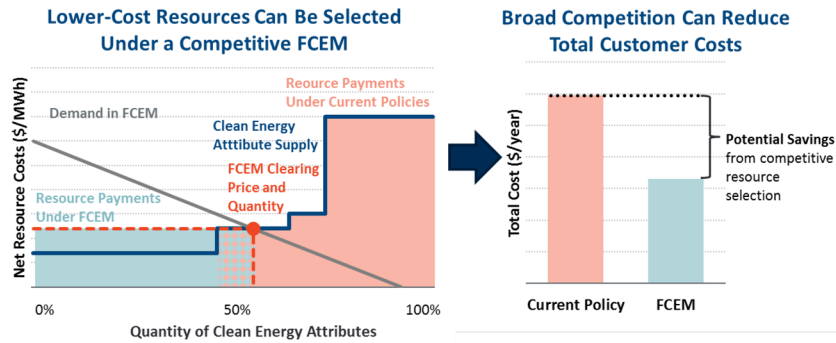 Lower-Cost Resources Can Be Selected
Under a Competitive FCEM
Net Resource Costs ($/MWh)
Demand in FCEM
Reource Payments
Under Current Policies
Clean Energy
Atttibute Supply
FCEM Clearing
Price and
Quantity
Resource Payments
Under FCEM
0%
50%
100%
Quantity of Clean Energy Attributes
Broad Competition Can Reduce
Total Customer Costs
Total Cost ($/year)
Potential Savings
from competitive
resource
selection
Current Policy
FCEM